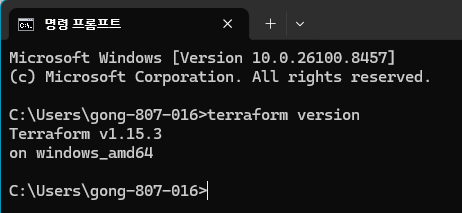 명령 프롬프트
Microsoft Windows [Version 10.0.26100.8457]
(c) Microsoft Corporation. All rights reserved.
C:\Users\gong-807-016>terraform version
Terraform v1.15.3
on windows_amd64
C:\Users\gong-807-016>